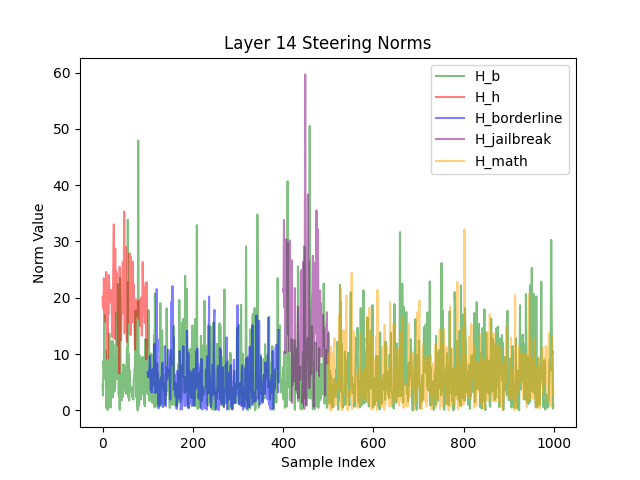 Layer 14 Steering Norms
Norm Value
60
50
40
30
20
10
0
0
200
400
600
800
1000
Sample Index
H_b
H_h
H_borderline
H_jailbreak
H_math